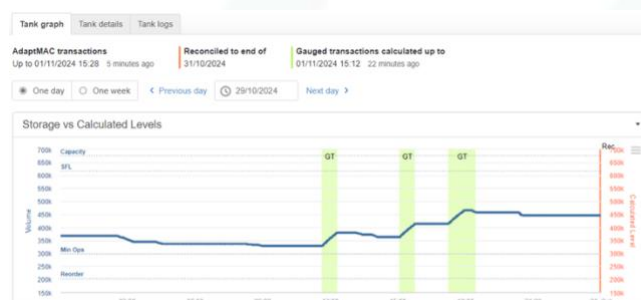 Tank graph Tank details Tank logs
AdaptMAC transactions Reconciled to end of Gauged transactions calculated up to
Up to 01/11/2024 15:28 5 minutes ago 31/10/2024 01/11/2024 15:12 22 minutes ago
One day One week Previous day 29/10/2024 Next day
Storage vs Calculated Levels
Rec
700k Capacity GT GT GT 700k
650k SFL 650k
600k 600k
550k 550k
500k 500k
450k 450k
400k 400k
350k 350k
Min Ops
300k 300k
250k Reorder 250k
200k 200k
150k 150k
Volume
Calculated Level